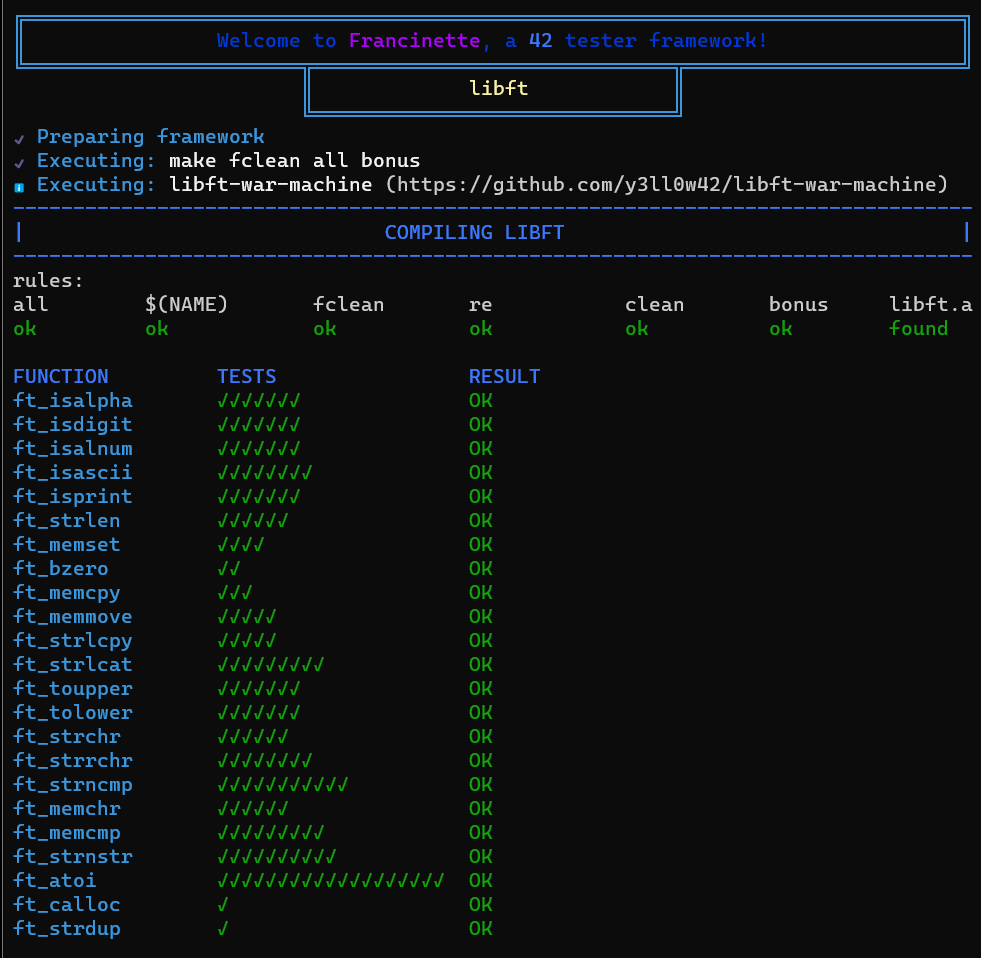 Welcome to Francinette, a 42 tester framework!
libft
✓ Preparing framework
✓ Executing: make fclean all bonus
i Executing: libft-war-machine (https://github.com/y3ll0w42/libft-war-machine)
--------------------------------------------------------------------------------
| COMPILING LIBFT |
--------------------------------------------------------------------------------
rules:
all $(NAME) fclean re clean bonus libft.a
ok ok ok ok ok ok found
FUNCTION TESTS RESULT
ft_isalpha √√√√√√√ OK
ft_isdigit √√√√√√√ OK
ft_isalnum √√√√√√√ OK
ft_isascii √√√√√√√√ OK
ft_isprint √√√√√√√ OK
ft_strlen √√√√√√ OK
ft_memset √√√√ OK
ft_bzero √√ OK
ft_memcpy √√√ OK
ft_memmove √√√√√ OK
ft_strlcpy √√√√√ OK
ft_strlcat √√√√√√√√√ OK
ft_toupper √√√√√√√ OK
ft_tolower √√√√√√√ OK
ft_strchr √√√√√√ OK
ft_strrchr √√√√√√√√ OK
ft_strncmp √√√√√√√√√√√ OK
ft_memchr √√√√√√ OK
ft_memcmp √√√√√√√√√ OK
ft_strnstr √√√√√√√√√√ OK
ft_atoi √√√√√√√√√√√√√√√√√√√ OK
ft_calloc √ OK
ft_strdup √ OK